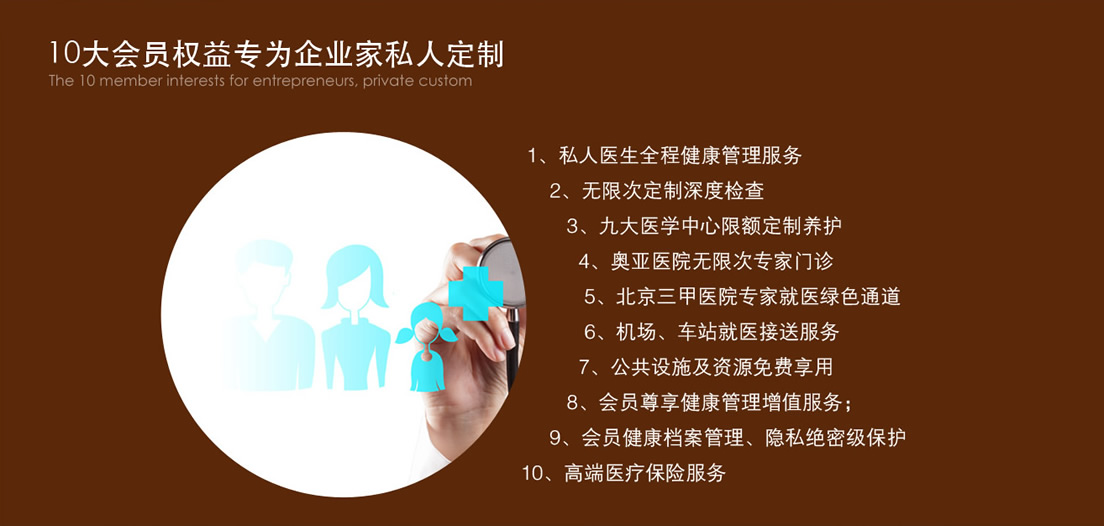 10大会员权益专为企业家私人定制
The 10 member interests for entrepreneurs, private custom
1、私人医生全程健康管理服务
2、无限次定制深度检查
3、九大医学中心限额定制养护
4、奥亚医院无限次专家门诊
5、北京三甲医院专家就医绿色通道
6、机场、车站就医接送服务
7、公共设施及资源免费享用
8、会员尊享健康管理增值服务；
9、会员健康档案管理、隐私绝密级保护
10、高端医疗保险服务